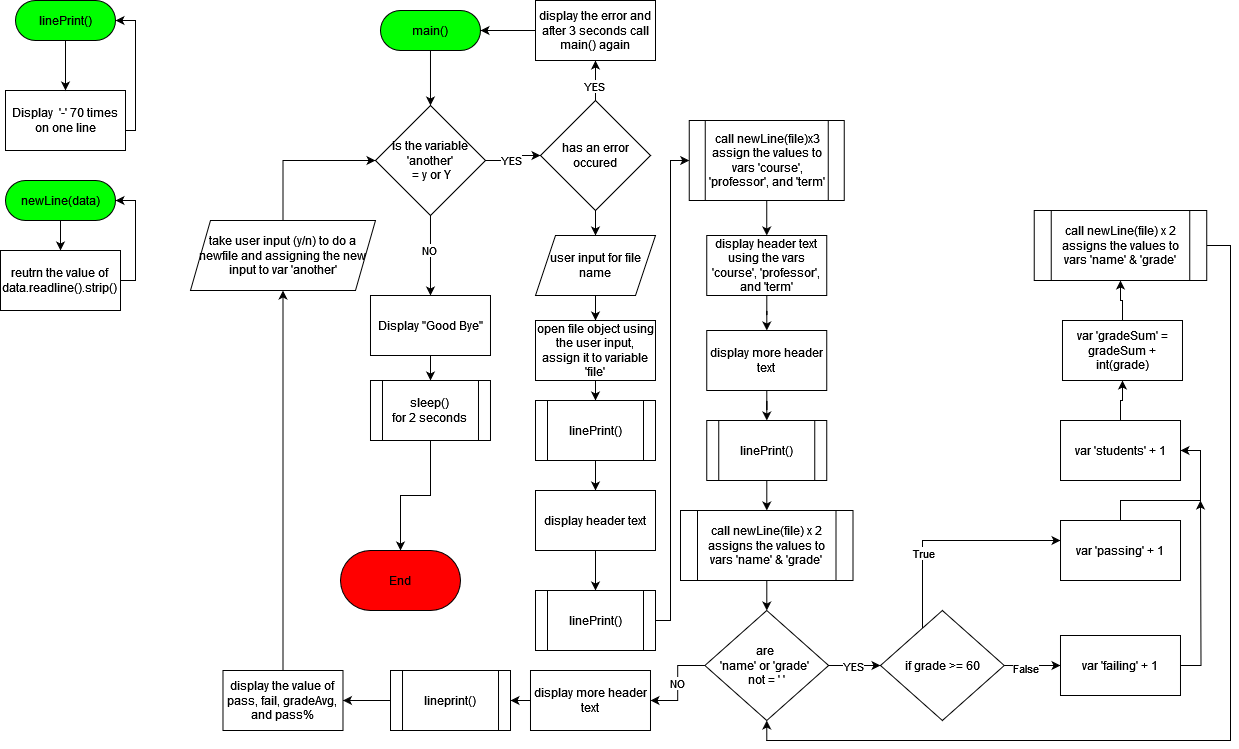 linePrint()
Display '-' 70 times
on one line
newLine(data)
reutrn the value of
data.readline().strip()
main()
display the error and
after 3 seconds call
main() again
YES
is the variable
'another'
= y or Y
YES
has an error
occured
NO
take user input (y/n) to do a
newfile and assigning the new
input to var 'another'
Display "Good Bye"
sleep()
for 2 seconds
End
user input for file
name
open file object using
the user input,
assign it to variable
'file'
linePrint()
display header text
linePrint()
call newLine(file)x3
assign the values to
vars 'course',
'professor', and 'term'
display header text
using the vars
'course', 'professor',
and 'term'
display more header
text
linePrint()
call newLine(file) x 2
assigns the values to
vars 'name' & 'grade'
are
'name' or 'grade'
not = ' '
YES
NO
if grade >= 60
True
False
var 'passing' + 1
var 'failing' + 1
var 'students' + 1
var 'gradeSum' =
gradeSum +
int(grade)
call newLine(file) x 2
assigns the values to
vars 'name' & 'grade'
display more header
text
lineprint()
display the value of
pass, fail, gradeAvg,
and pass%